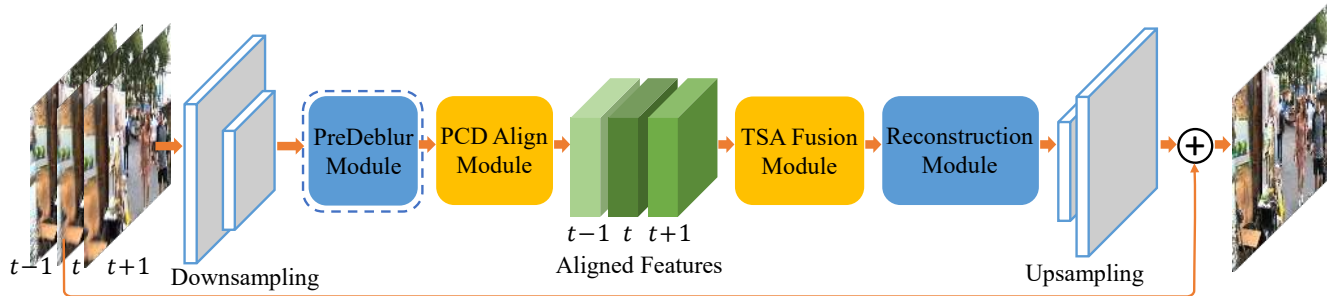 t−1 t t+1
Downsampling
PreDeblur
Module
PCD Align
Module
t−1 t t+1
Aligned Features
TSA Fusion
Module
Reconstruction
Module
Upsampling
+